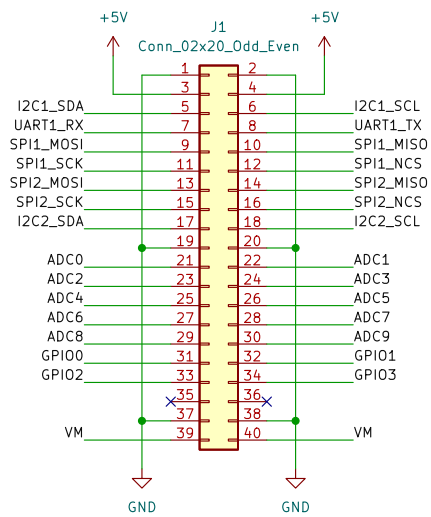 +5V J1 +5V
Conn_02x20_Odd_Even
1 2
3 4
I2C1_SDA 5 6 I2C1_SCL
UART1_RX 7 8 UART1_TX
SPI1_MOSI 9 10 SPI1_MISO
SPI1_SCK 11 12 SPI1_NCS
SPI2_MOSI 13 14 SPI2_MISO
SPI2_SCK 15 16 SPI2_NCS
I2C2_SDA 17 18 I2C2_SCL
19 20
ADC0 21 22 ADC1
ADC2 23 24 ADC3
ADC4 25 26 ADC5
ADC6 27 28 ADC7
ADC8 29 30 ADC9
GPIO0 31 32 GPIO1
GPIO2 33 34 GPIO3
35 36
37 38
VM 39 40 VM
GND GND